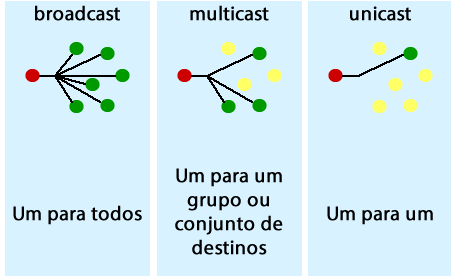 broadcast
multicast
unicast
Um para todos
Um para um
grupo ou
conjunto de
destinos
Um para um